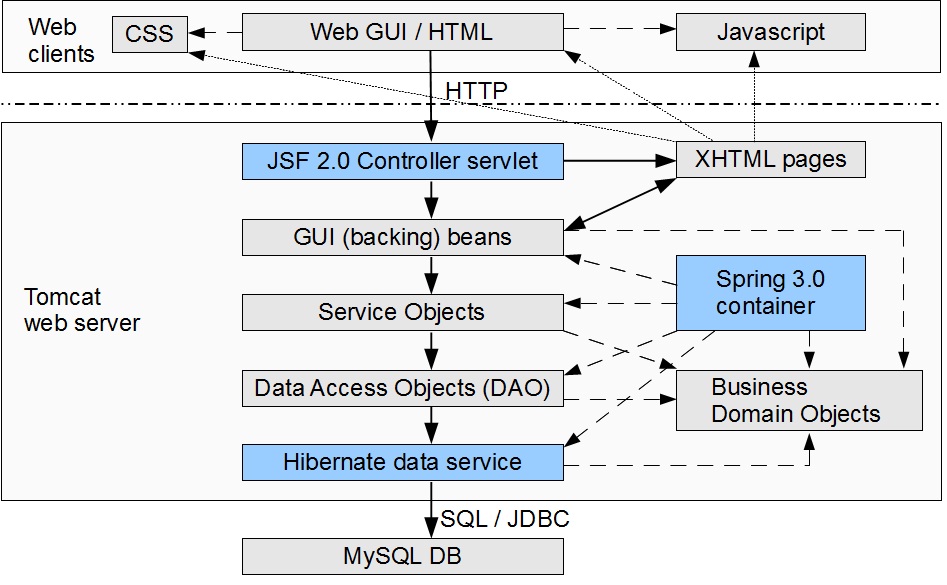 Web
clients
CSS
Web GUI / HTML
Javascript
HTTP
JSF 2.0 Controller servlet
XHTML pages
GUI (backing) beans
Tomcat
web server
Spring 3.0
container
Service Objects
Data Access Objects (DAO)
Business
Domain Objects
Hibernate data service
SQL / JDBC
MySQL DB